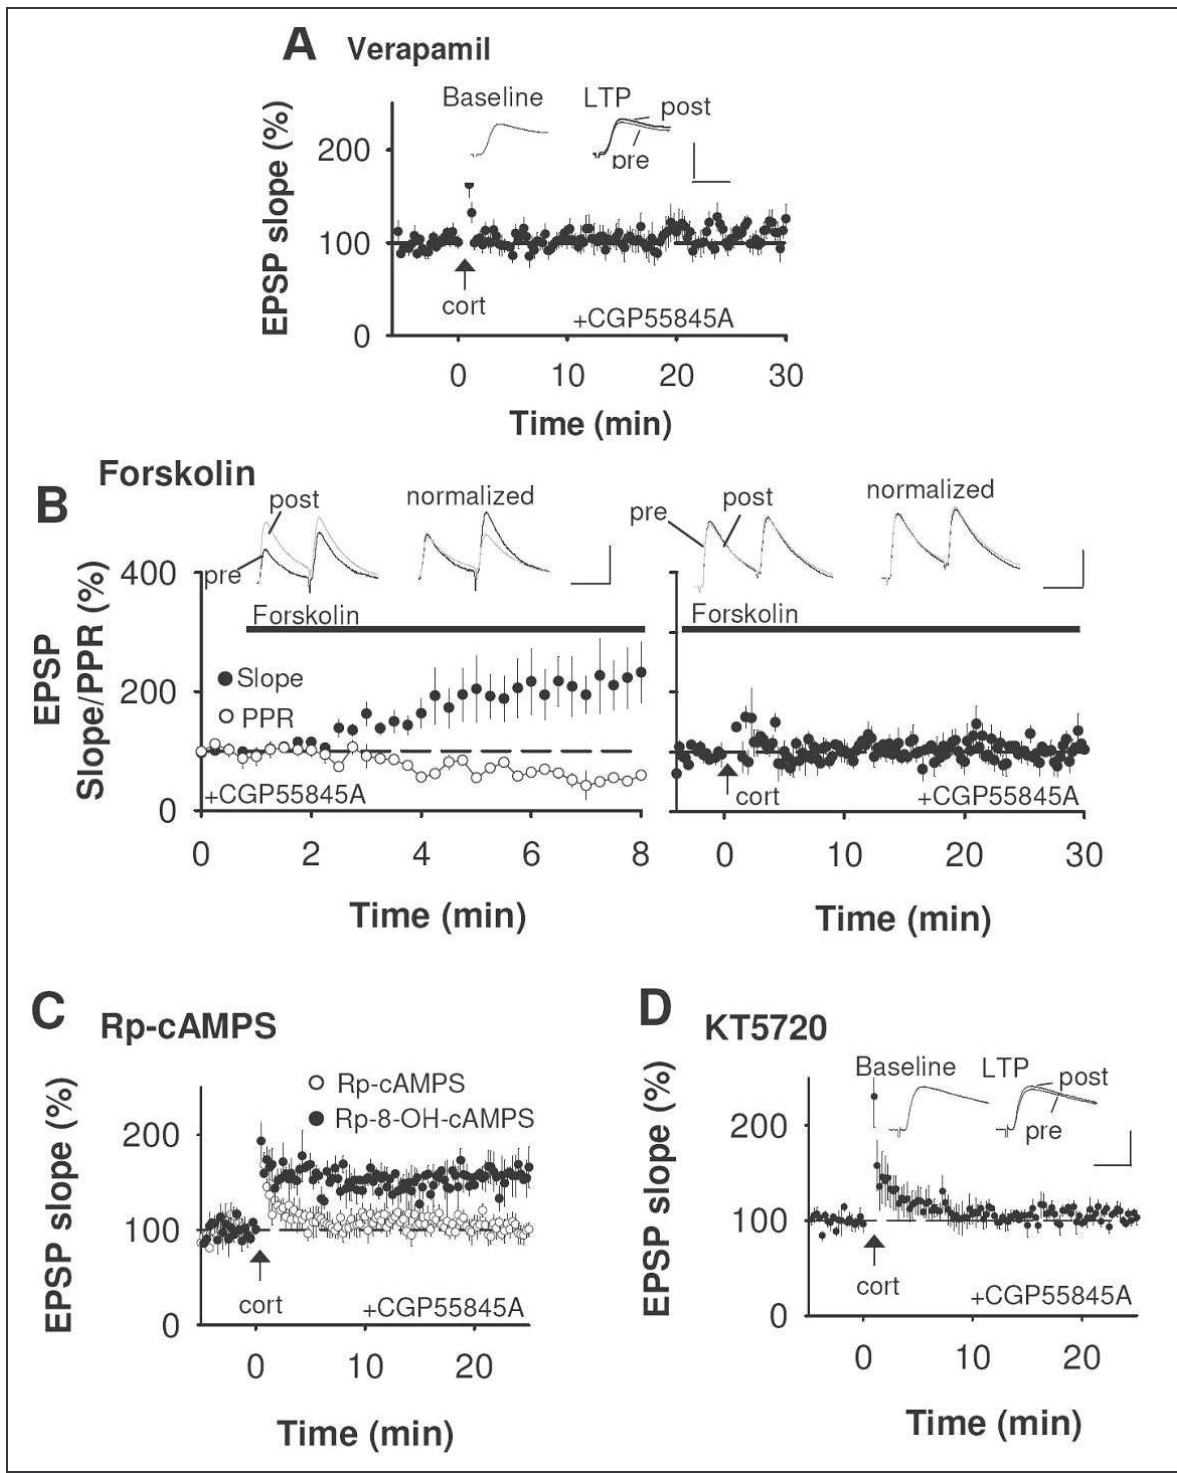 A Verapamil
Baseline
LTP
post
pre
EPSP slope (%)
200
100
0
cort
+CGP55845A
0 10 20 30
Time (min)
B Forskolin
post
normalized
pre
Forskolin
EPSP
Slope/PPR (%)
400
200
0
Slope
PPR
+CGP55845A
0 2 4 6 8
Time (min)
pre
post
normalized
Forskolin
cort
+CGP55845A
0 10 20 30
Time (min)
C Rp-cAMPS
Rp-cAMPS
Rp-8-OH-cAMPS
EPSP slope (%)
200
100
0
cort
+CGP55845A
0 10 20
Time (min)
D KT5720
Baseline
LTP
post
pre
EPSP slope (%)
200
100
0
cort
+CGP55845A
0 10 20
Time (min)